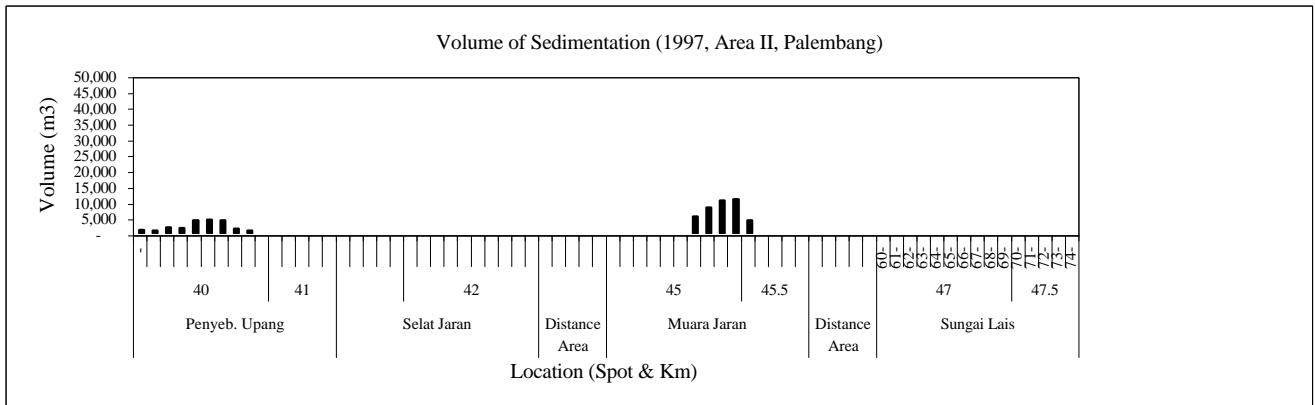 Volume of Sedimentation (1997, Area II, Palembang)
Volume (m3)
50,000
45,000
40,000
35,000
30,000
25,000
20,000
15,000
10,000
5,000
-
-
60- 61- 62- 63- 64- 65- 66- 67- 68- 69- 70- 71- 72- 73- 74-
40 41 42 45 45.5 47 47.5
Penyeb. Upang Selat Jaran Distance Muara Jaran Distance Sungai Lais
Area Area
Location (Spot & Km)